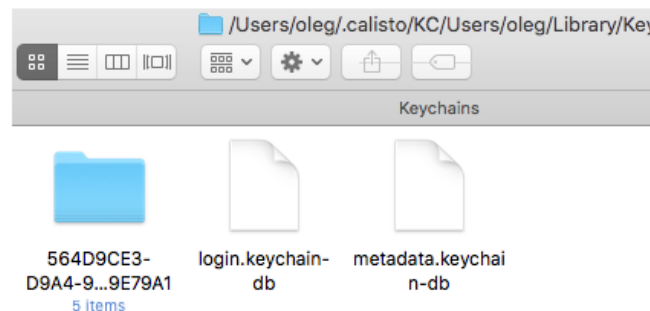 /Users/oleg/.calisto/KC/Users/oleg/Library/Key
Keychains
564D9CE3-
D9A4-9...9E79A1
5 items
login.keychain-
db
metadata.keychai
n-db